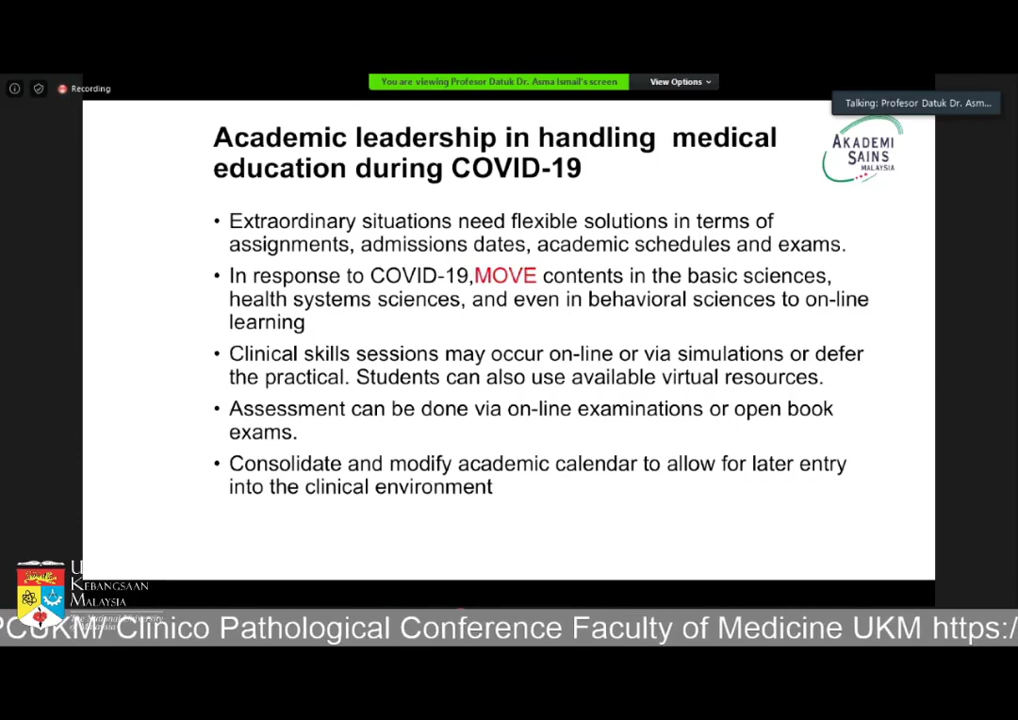 You are viewing Profesor Datuk Dr. Asma Ismail's screen
View Options
Recording
Talking: Profesor Datuk Dr. Asm...
Academic leadership in handling medical
education during COVID-19
AKADEMI
SAINS
MALAYSIA
• Extraordinary situations need flexible solutions in terms of
assignments, admissions dates, academic schedules and exams.
• In response to COVID-19,MOVE contents in the basic sciences,
health systems sciences, and even in behavioral sciences to on-line
learning
• Clinical skills sessions may occur on-line or via simulations or defer
the practical. Students can also use available virtual resources.
• Assessment can be done via on-line examinations or open book
exams.
• Consolidate and modify academic calendar to allow for later entry
into the clinical environment
U
KEBANGSAAN
MALAYSIA
The National University
of Malaysia
PCUKM/ Clinico Pathological Conference Faculty of Medicine UKM https:/